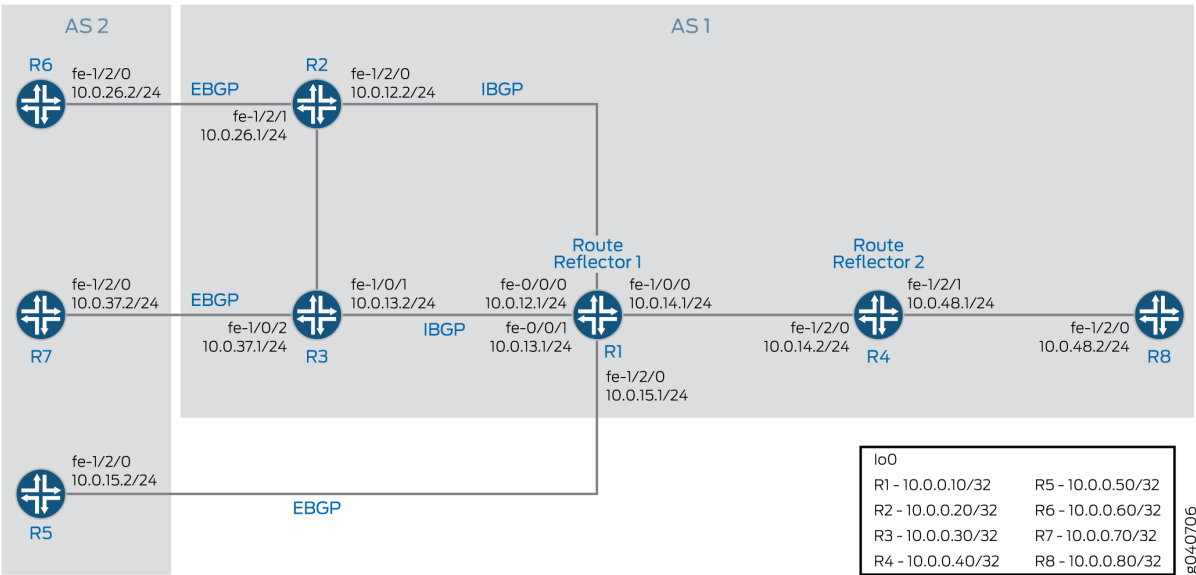 AS 2
AS 1
R6
fe-1/2/0
10.0.26.2/24
EBGP
R2
fe-1/2/0
10.0.12.2/24
IBGP
fe-1/2/1
10.0.26.1/24
Route
Reflector 1
Route
Reflector 2
fe-1/2/0
10.0.37.2/24
EBGP
fe-1/0/1
10.0.13.2/24
fe-0/0/0
10.0.12.1/24
fe-1/0/0
10.0.14.1/24
fe-1/2/1
10.0.48.1/24
R7
fe-1/0/2
10.0.37.1/24
R3
IBGP
fe-0/0/1
10.0.13.1/24
R1
fe-1/2/0
10.0.14.2/24
R4
fe-1/2/0
10.0.48.2/24
R8
fe-1/2/0
10.0.15.1/24
fe-1/2/0
10.0.15.2/24
R5
EBGP
lo0
R1 - 10.0.0.10/32 R5 - 10.0.0.50/32
R2 - 10.0.0.20/32 R6 - 10.0.0.60/32
R3 - 10.0.0.30/32 R7 - 10.0.0.70/32
R4 - 10.0.0.40/32 R8 - 10.0.0.80/32
g040706